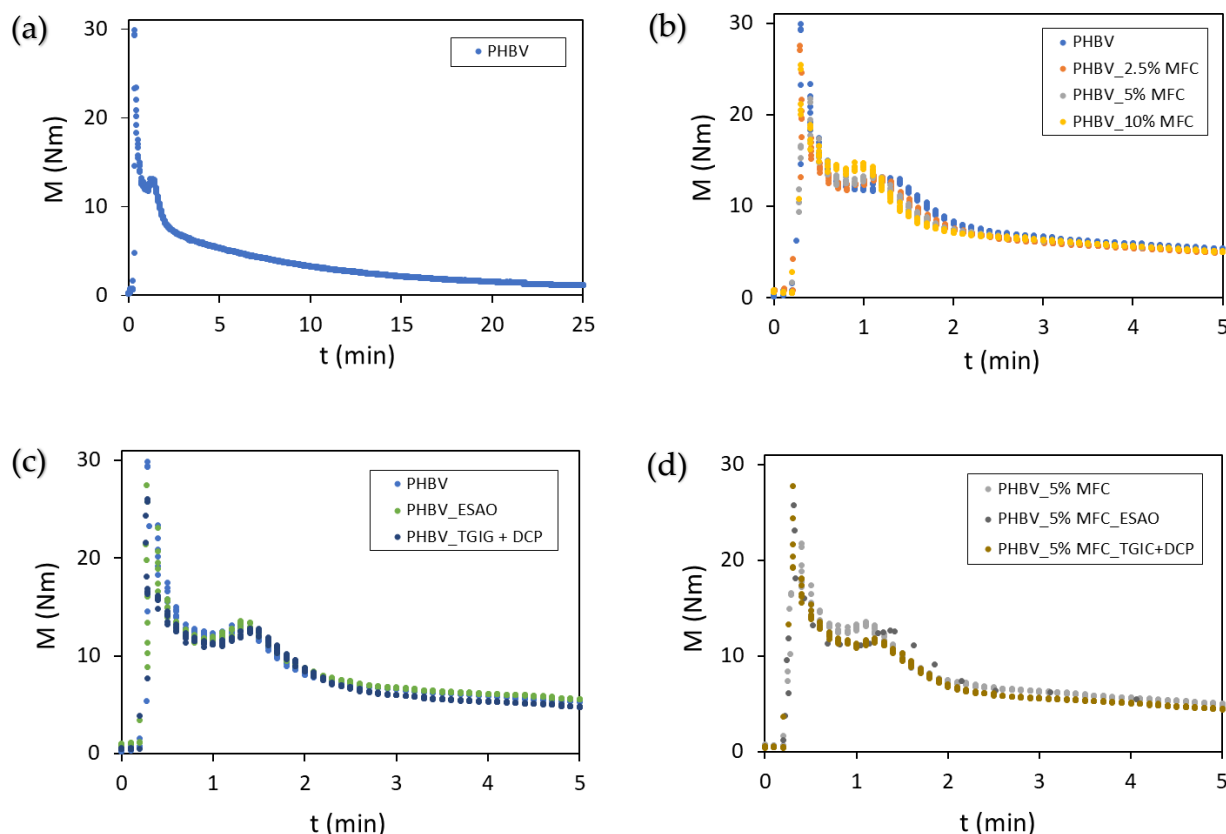 (a)
M (Nm)
30
20
10
0
PHBV
0 5 10 15 20 25
t (min)
(b)
M (Nm)
30
20
10
0
PHBV
PHBV_2.5% MFC
PHBV_5% MFC
PHBV_10% MFC
0 1 2 3 4 5
t (min)
(c)
M (Nm)
30
20
10
0
PHBV
PHBV_ESAO
PHBV_TGIG + DCP
0 1 2 3 4 5
t (min)
(d)
M (Nm)
30
20
10
0
PHBV_5% MFC
PHBV_5% MFC_ESAO
PHBV_5% MFC_TGIC+DCP
0 1 2 3 4 5
t (min)